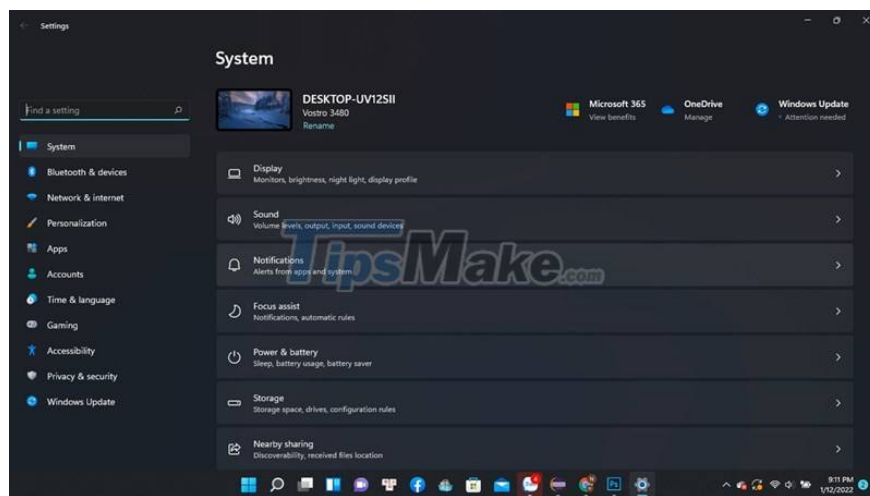 Settings
System
Find a setting
DESKTOP-UV12SII
Vostro 3480
Rename
Microsoft 365
View benefits
OneDrive
Manage
Windows Update
Attention needed
System
Bluetooth & devices
Network & internet
Personalization
Apps
Accounts
Time & language
Gaming
Accessibility
Privacy & security
Windows Update
Display
Monitors, brightness, night light, display profile
Sound
Volume levels, output, input, sound devices
Notifications
Alerts from apps and system
Focus assist
Notifications, automatic rules
Power & battery
Sleep, battery usage, battery saver
Storage
Storage space, drives, configuration rules
Nearby sharing
Discoverability, received files location
TipsMake.com
9:11 PM
1/12/2022
2